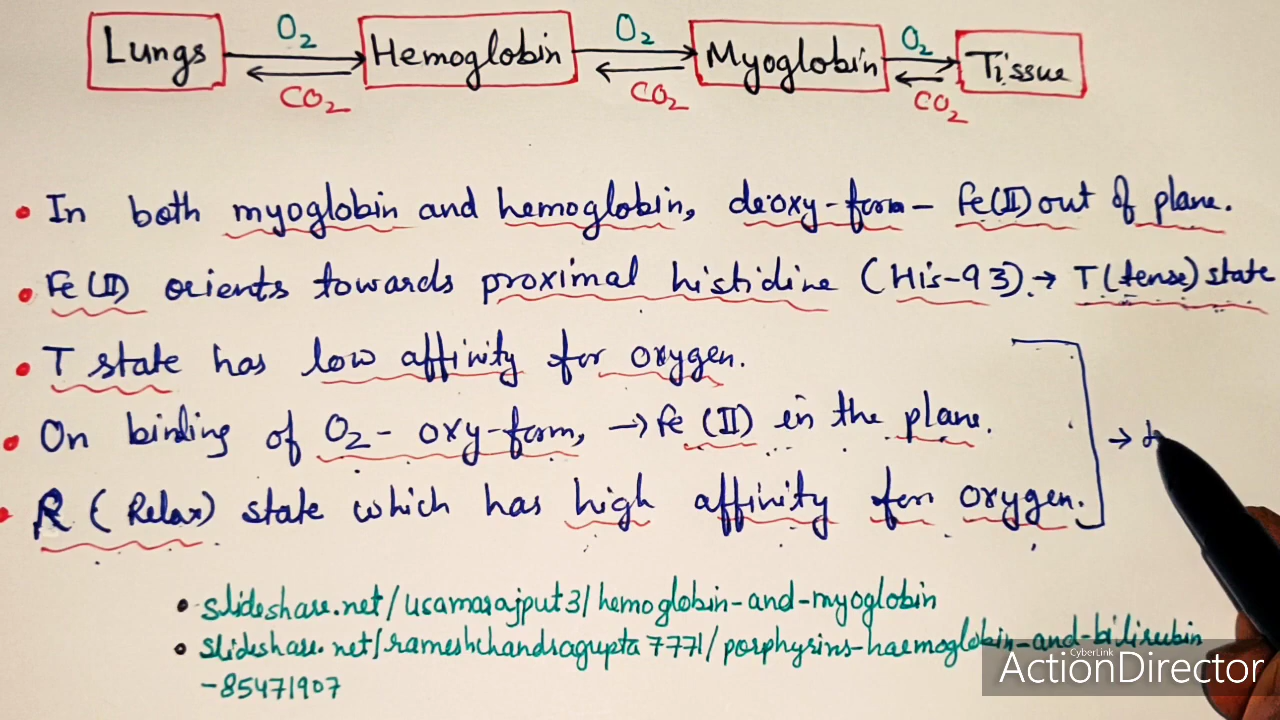 O2 O2 O2
Lungs Hemoglobin Myoglobin Tissue
CO2 CO2 CO2
• In both myoglobin and hemoglobin, deoxy-form - Fe(II) out of plane.
• Fe(II) orients towards proximal histidine (His-93). → T (tense) state
• T state has low affinity for oxygen.
• On binding of O2 - oxy-form, → Fe (II) in the plane.
→
• R (Relax) state which has high affinity for oxygen.
• slideshare.net/usamarajput3/hemoglobin-and-myoglobin
• slideshare.net/rameshchandragupta7771/porphyrins-haemoglobin-and-bilirubin
-85471907
CyberLink
ActionDirector